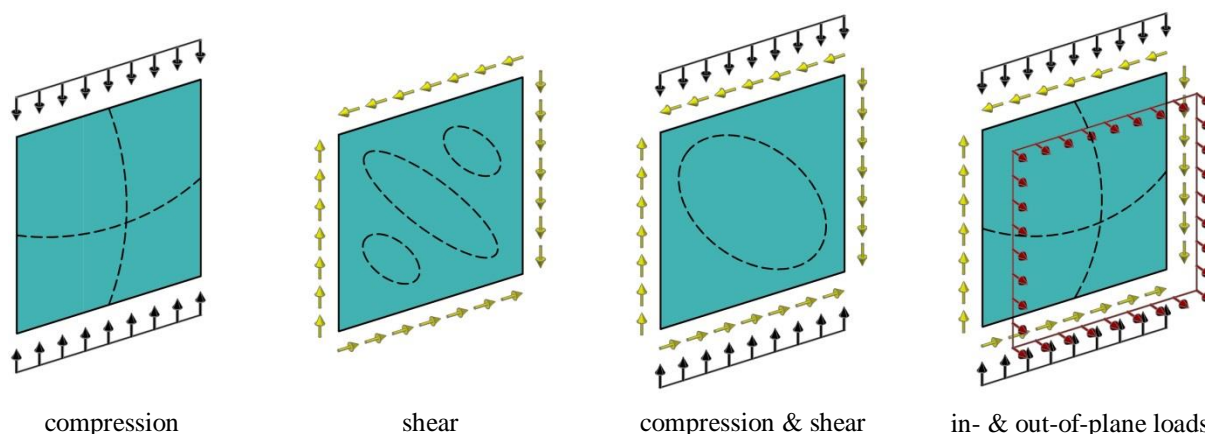 compression
shear
compression & shear
in- & out-of-plane loads